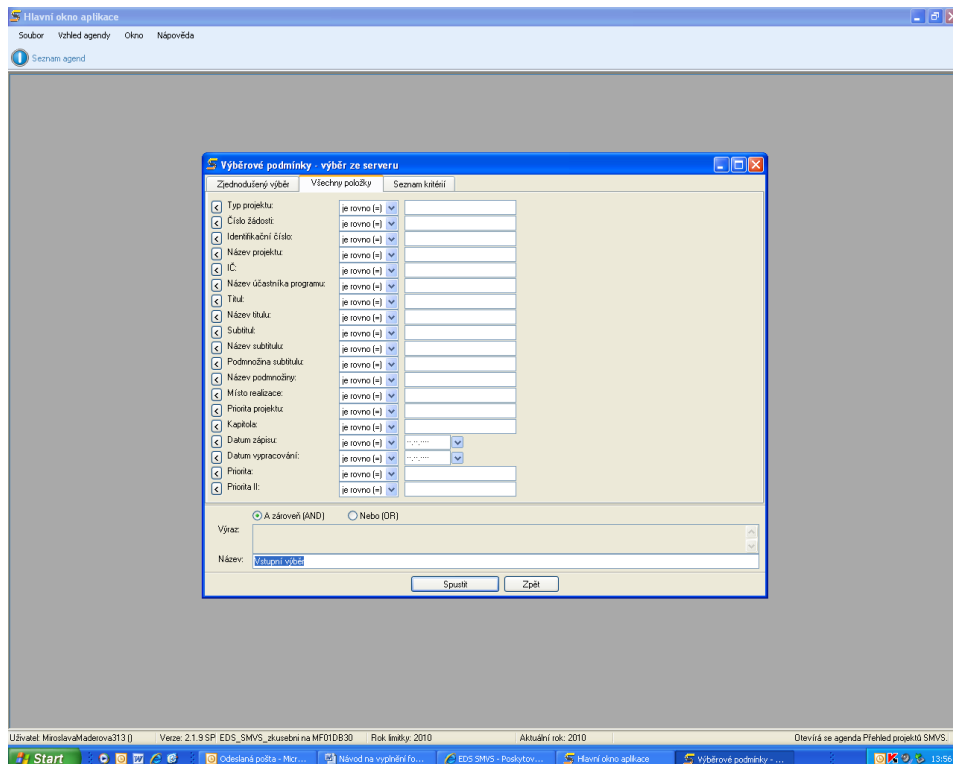 Hlavní okno aplikace
Soubor Vzhled agendy Okno Nápověda
Seznam agend
Výběrové podmínky - výběr ze serveru
Zjednodušený výběr Všechny položky Seznam kritérií
< Typ projektu: je rovno (=)
< Číslo žádosti: je rovno (=)
< Identifikační číslo: je rovno (=)
< Název projektu: je rovno (=)
< IČ: je rovno (=)
< Název účastníka programu: je rovno (=)
< Titul: je rovno (=)
< Název titulu: je rovno (=)
< Subtitul: je rovno (=)
< Název subtitulu: je rovno (=)
< Podmnožina subtitulu: je rovno (=)
< Název podmnožiny: je rovno (=)
< Místo realizace: je rovno (=)
< Priorita projektu: je rovno (=)
< Kapitola: je rovno (=)
< Datum zápisu: je rovno (=)
< Datum vypracování: je rovno (=)
< Priorita: je rovno (=)
< Priorita II: je rovno (=)
A zároveň (AND) Nebo (OR)
Výraz:
Název: Vstupní výběr
Spustit Zpět
Uživatel: MiroslavaMaderova313 () Verze: 2.1.9 SP EDS_SMVS_zkusebni na MF01DB30 Rok limitky: 2010 Aktuální rok: 2010 Otevírá se agenda Přehled projektů SMVS.
Start Odeslaná pošta - Micr... Návod na vyplnění fo... EDS SMVS - Poskytov... Hlavní okno aplikace Výběrové podmínky - ... 13:56